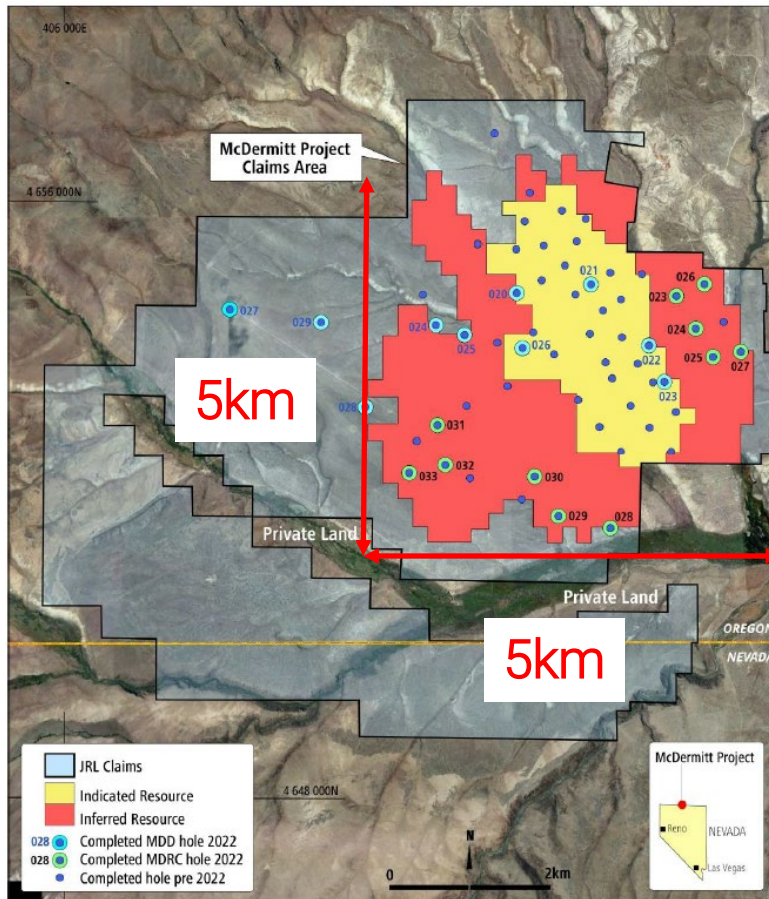 406 000E
McDermitt Project
Claims Area
4 656 000N
026
021
023
020
027
029
024
024
025
026
022
025
027
023
5km
028
031
032
033
030
029
028
Private Land
Private Land
OREGON
5km
NEVADA
JRL Claims
Indicated Resource
Inferred Resource
028 Completed MDD hole 2022
028 Completed MDRC hole 2022
Completed hole pre 2022
4 648 000N
N
0
2km
McDermitt Project
Reno
NEVADA
Las Vegas